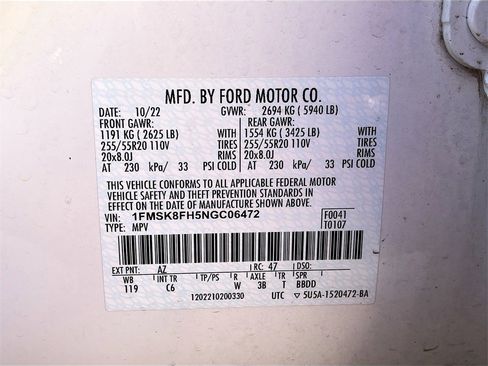 MFD. BY FORD MOTOR CO.
DATE: 10/22 GVWR: 2694 KG ( 5940 LB)
FRONT GAWR: REAR GAWR:
1191 KG ( 2625 LB) WITH 1554 KG ( 3425 LB) WITH
255/55R20 110V TIRES 255/55R20 110V TIRES
20x8.0J RIMS 20x8.0J RIMS
AT 230 kPa/ 33 PSI COLD AT 230 kPa/ 33 PSI COLD
THIS VEHICLE CONFORMS TO ALL APPLICABLE FEDERAL MOTOR
VEHICLE SAFETY AND THEFT PREVENTION STANDARDS IN
EFFECT ON THE DATE OF MANUFACTURE SHOWN ABOVE.
VIN: 1FMSK8FH5NGC06472 F0041
TYPE: MPV T0107
EXT PNT: AZ RC: 47 DSO:
WB INT TR TP/PS R AXLE TR SPR
119 C6 W 3B T BBDD
1202210200330 UTC ▽ 5U5A-1520472-BA